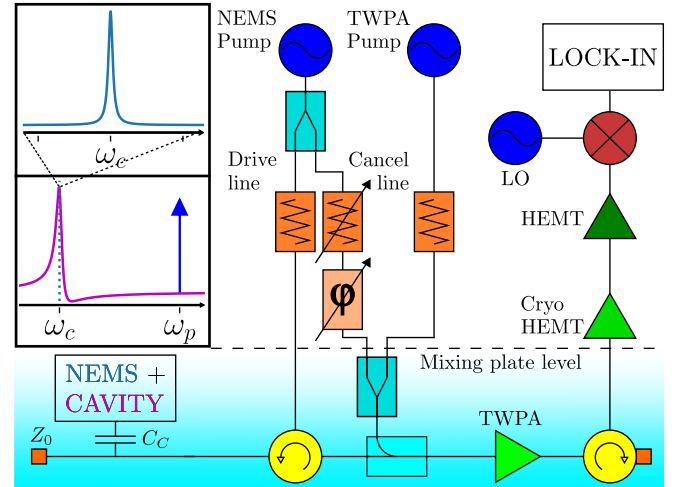 NEMS
Pump
TWPA
Pump
LOCK-IN
ω_c
Drive
line
Cancel
line
LO
HEMT
φ
Cryo
HEMT
ω_c
ω_p
Mixing plate level
NEMS +
CAVITY
Z_0
C_C
TWPA